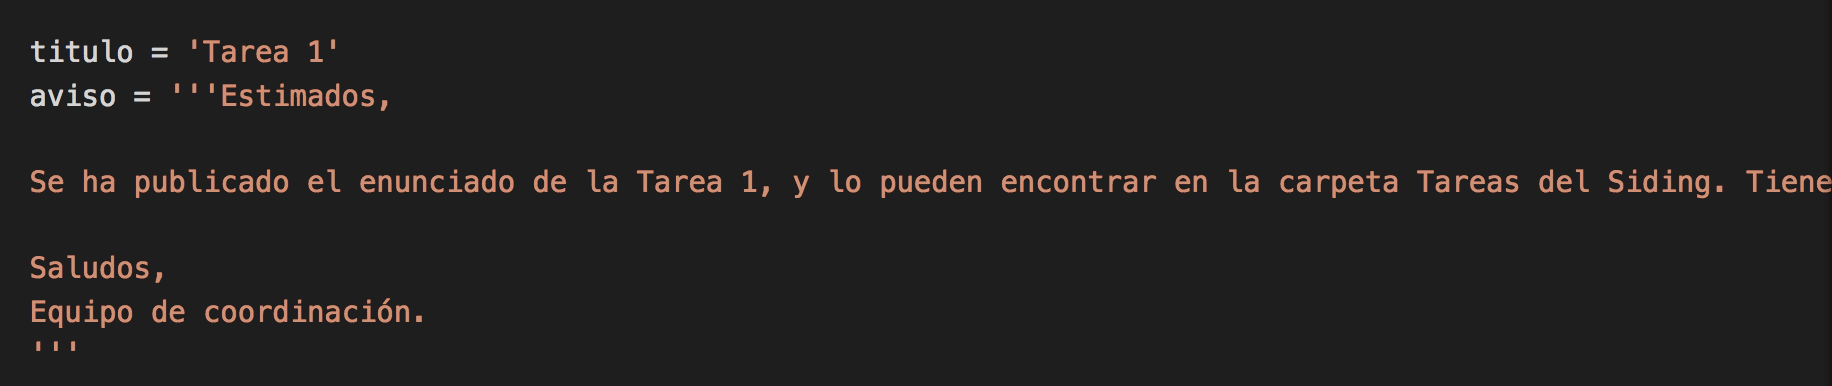 titulo = 'Tarea 1'
aviso = '''Estimados,
Se ha publicado el enunciado de la Tarea 1, y lo pueden encontrar en la carpeta Tareas del Siding. Tiene
Saludos,
Equipo de coordinación.
'''